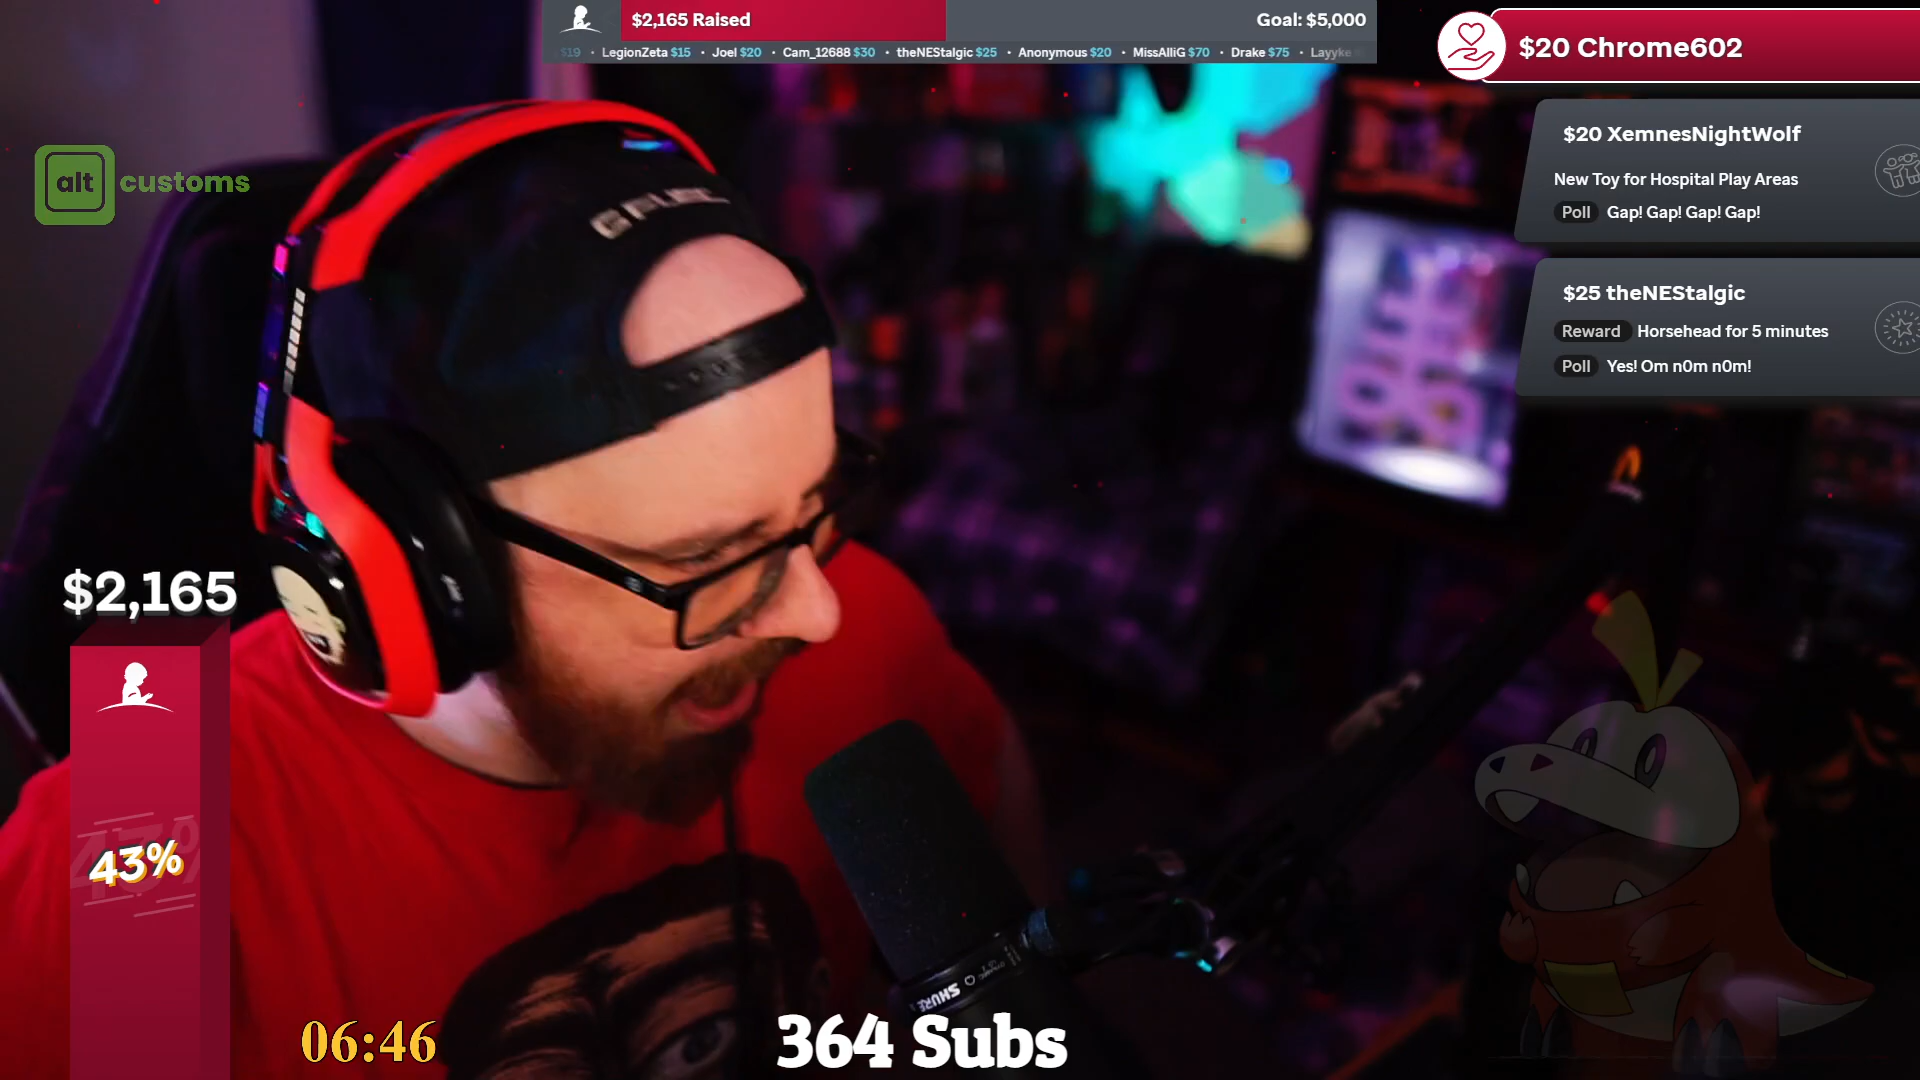 $2,165 Raised
Goal: $5,000
$19 · LegionZeta $15 · Joel $20 · Cam_12688 $30 · theNEStalgic $25 · Anonymous $20 · MissAlliG $70 · Drake $75 · Layyke
$20 Chrome602
$20 XemnesNightWolf
New Toy for Hospital Play Areas
Poll Gap! Gap! Gap! Gap!
$25 theNEStalgic
Reward Horsehead for 5 minutes
Poll Yes! Om n0m n0m!
alt customs
G FUEL
$2,165
43%
06:46
SHURE
364 Subs